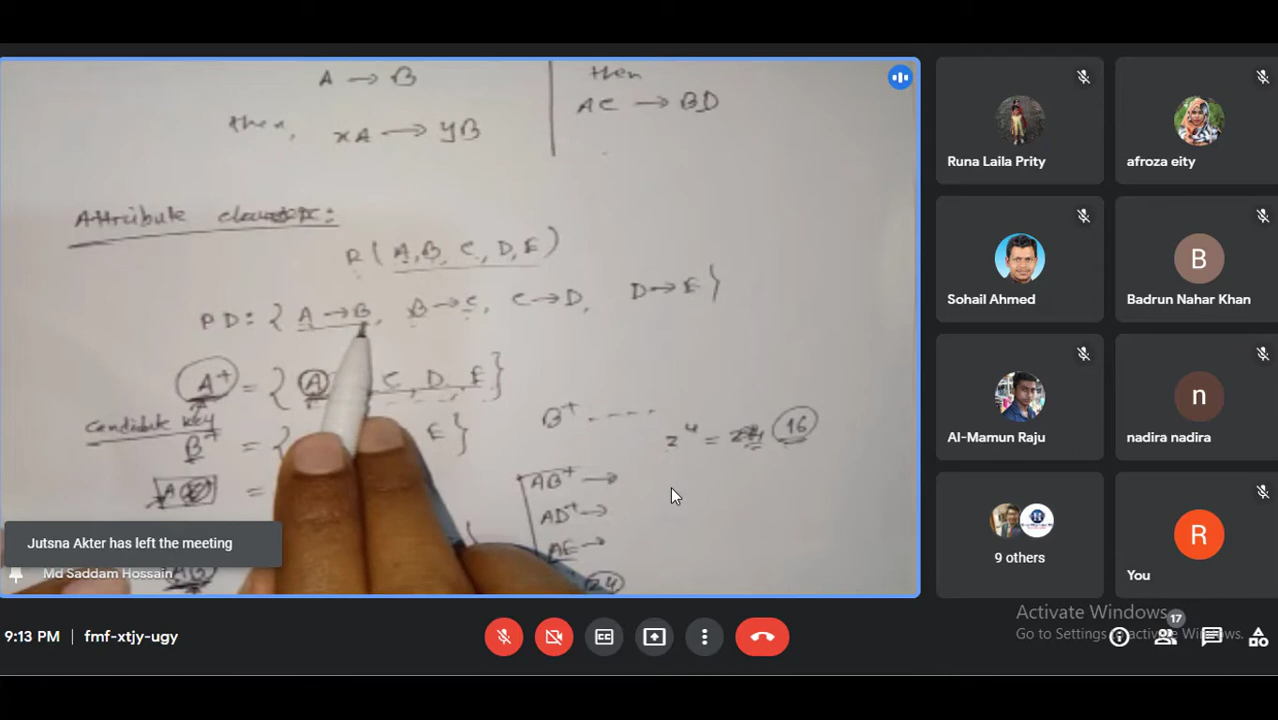 A → B
then, xA → yB
then
AC → BD
Attribute
R ( A, B, C, D, E )
FD: { A → B, B → C, C → D, D → E }
A+ = { A C, D, E }
Candidate key
B+ = { E }
B+ ----
2^4 = 16
=
AB+ →
AD+ →
AE →
24
Jutsna Akter has left the meeting
Md Saddam Hossain
Runa Laila Prity
afroza eity
Sohail Ahmed
B
Badrun Nahar Khan
Al-Mamun Raju
n
nadira nadira
9 others
R
You
Activate Windows
Go to Settings to activate Windows.
9:13 PM | fmf-xtjy-ugy
17